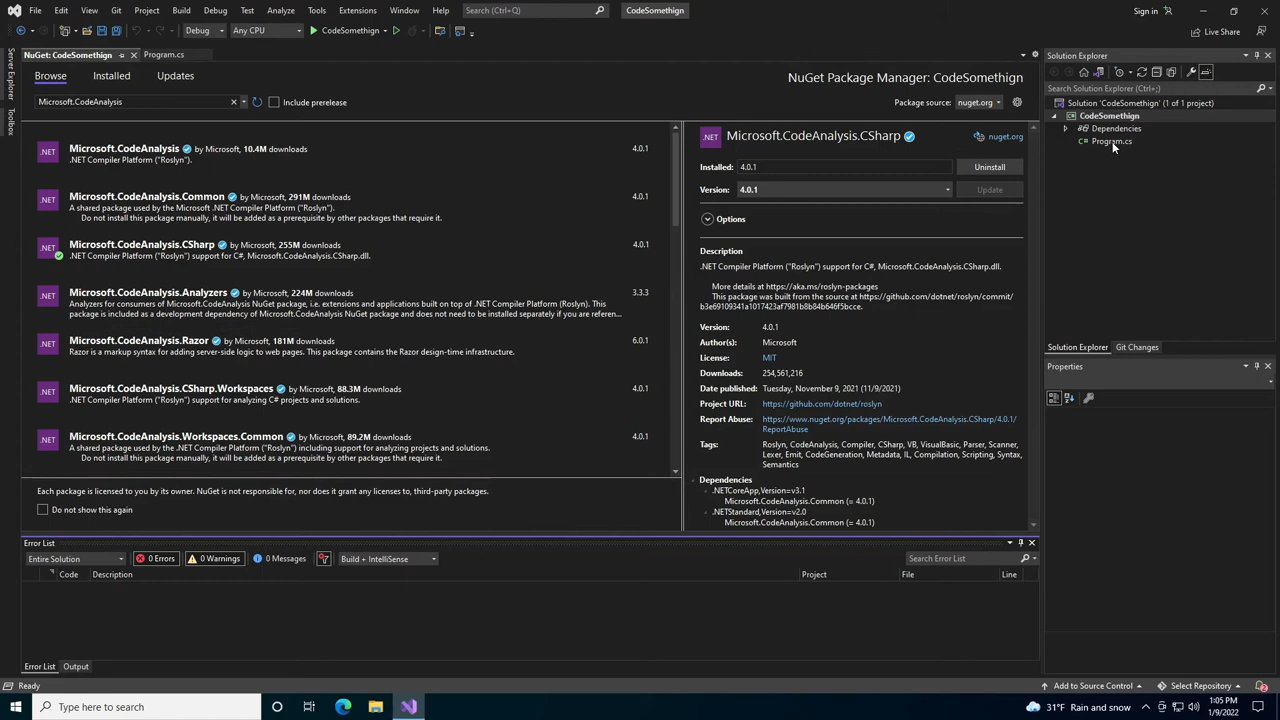 File Edit View Git Project Build Debug Test Analyze Tools Extensions Window Help Search (Ctrl+Q) CodeSomethign Sign in
Debug Any CPU CodeSomethign Live Share
Server Explorer
Toolbox
NuGet: CodeSomethign Program.cs
Browse Installed Updates
NuGet Package Manager: CodeSomethign
Microsoft.CodeAnalysis Include prerelease
Package source: nuget.org
.NET Microsoft.CodeAnalysis by Microsoft, 10.4M downloads 4.0.1
.NET Compiler Platform ("Roslyn").
.NET Microsoft.CodeAnalysis.Common by Microsoft, 291M downloads 4.0.1
A shared package used by the Microsoft .NET Compiler Platform ("Roslyn").
Do not install this package manually, it will be added as a prerequisite by other packages that require it.
.NET Microsoft.CodeAnalysis.CSharp by Microsoft, 255M downloads 4.0.1
.NET Compiler Platform ("Roslyn") support for C#, Microsoft.CodeAnalysis.CSharp.dll.
.NET Microsoft.CodeAnalysis.Analyzers by Microsoft, 224M downloads 3.3.3
Analyzers for consumers of Microsoft.CodeAnalysis NuGet package, i.e. extensions and applications built on top of .NET Compiler Platform (Roslyn). This
package is included as a development dependency of Microsoft.CodeAnalysis NuGet package and does not need to be installed separately if you are referen...
.NET Microsoft.CodeAnalysis.Razor by Microsoft, 181M downloads 6.0.1
Razor is a markup syntax for adding server-side logic to web pages. This package contains the Razor design-time infrastructure.
.NET Microsoft.CodeAnalysis.CSharp.Workspaces by Microsoft, 88.3M downloads 4.0.1
.NET Compiler Platform ("Roslyn") support for analyzing C# projects and solutions.
.NET Microsoft.CodeAnalysis.Workspaces.Common by Microsoft, 89.2M downloads 4.0.1
A shared package used by the .NET Compiler Platform ("Roslyn") including support for analyzing projects and solutions.
Do not install this package manually, it will be added as a prerequisite by other packages that require it.
Each package is licensed to you by its owner. NuGet is not responsible for, nor does it grant any licenses to, third-party packages.
Do not show this again
.NET Microsoft.CodeAnalysis.CSharp nuget.org
Installed: 4.0.1 Uninstall
Version: 4.0.1 Update
Options
Description
.NET Compiler Platform ("Roslyn") support for C#, Microsoft.CodeAnalysis.CSharp.dll.
More details at https://aka.ms/roslyn-packages
This package was built from the source at https://github.com/dotnet/roslyn/commit/
b3e69109341a1017423af7981b8b84b646f5bcce.
Version: 4.0.1
Author(s): Microsoft
License: MIT
Downloads: 254,561,216
Date published: Tuesday, November 9, 2021 (11/9/2021)
Project URL: https://github.com/dotnet/roslyn
Report Abuse: https://www.nuget.org/packages/Microsoft.CodeAnalysis.CSharp/4.0.1/
ReportAbuse
Tags: Roslyn, CodeAnalysis, Compiler, CSharp, VB, VisualBasic, Parser, Scanner,
Lexer, Emit, CodeGeneration, Metadata, IL, Compilation, Scripting, Syntax,
Semantics
Dependencies
.NETCoreApp,Version=v3.1
Microsoft.CodeAnalysis.Common (= 4.0.1)
.NETStandard,Version=v2.0
Microsoft.CodeAnalysis.Common (= 4.0.1)
Solution Explorer
Search Solution Explorer (Ctrl+;)
Solution 'CodeSomethign' (1 of 1 project)
CodeSomethign
Dependencies
C# Program.cs
Solution Explorer Git Changes
Properties
Error List
Entire Solution 0 Errors 0 Warnings 0 Messages Build + IntelliSense Search Error List
Code Description Project File Line
Error List Output
Ready Add to Source Control Select Repository 2
Type here to search 31°F Rain and snow 1:05 PM
1/9/2022 2